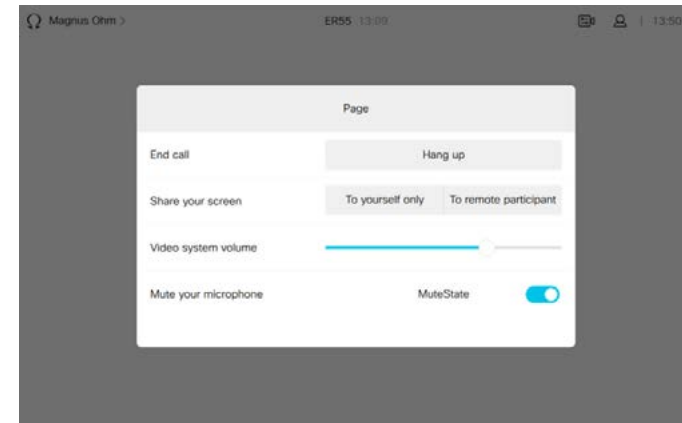 Magnus Ohm >
ER55 13:09
13:50
Page
End call
Hang up
Share your screen
To yourself only
To remote participant
Video system volume
Mute your microphone
MuteState